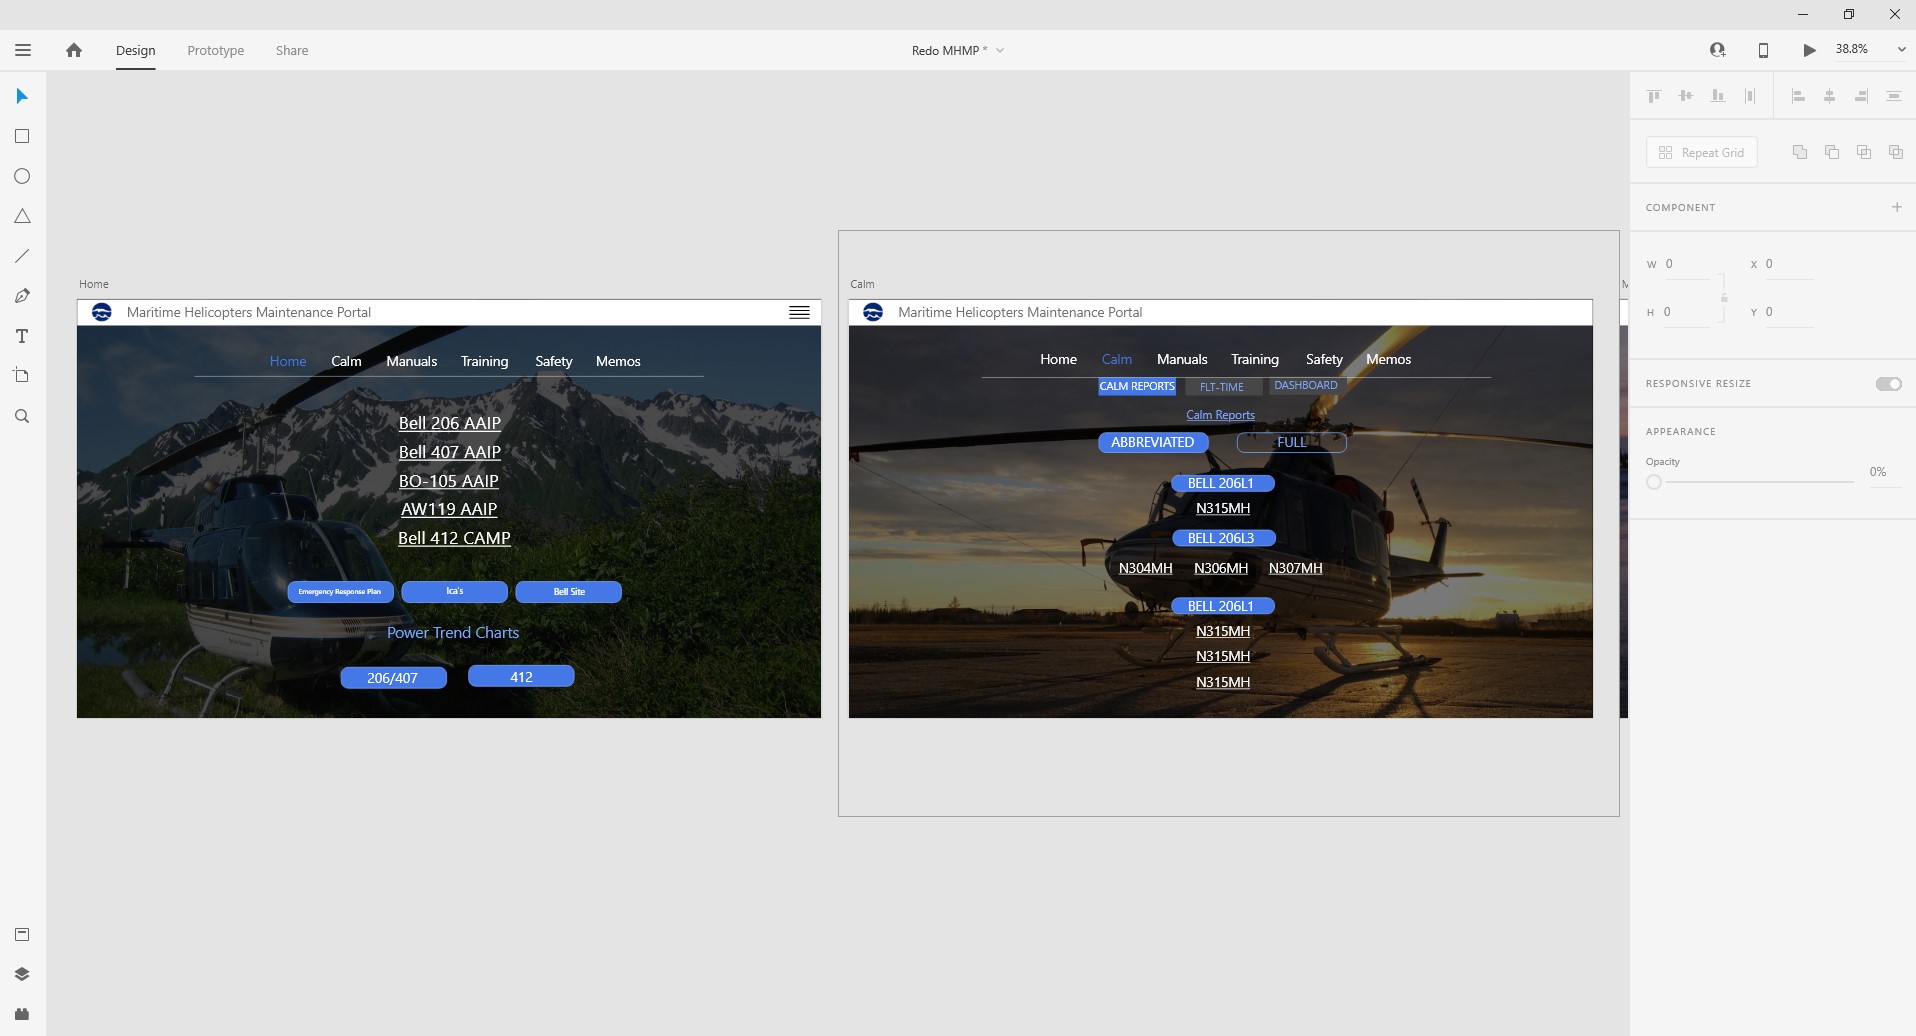 Design Prototype Share
Redo MHMP *
38.8%
Repeat Grid
COMPONENT
W 0 X 0
H 0 Y 0
RESPONSIVE RESIZE
APPEARANCE
Opacity
0%
Home
Maritime Helicopters Maintenance Portal
Home Calm Manuals Training Safety Memos
Bell 206 AAIP
Bell 407 AAIP
BO-105 AAIP
AW119 AAIP
Bell 412 CAMP
Emergency Response Plan Ica's Bell Site
Power Trend Charts
206/407 412
Calm
Maritime Helicopters Maintenance Portal
Home Calm Manuals Training Safety Memos
CALM REPORTS FLT-TIME DASHBOARD
Calm Reports
ABBREVIATED FULL
BELL 206L1
N315MH
BELL 206L3
N304MH N306MH N307MH
BELL 206L1
N315MH
N315MH
N315MH